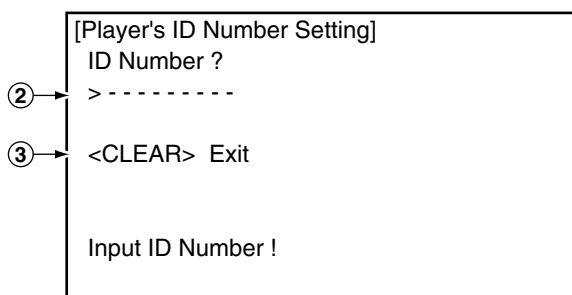 [Player's ID Number Setting]
ID Number ?
② > - - - - - - - - -
③ <CLEAR> Exit
Input ID Number !